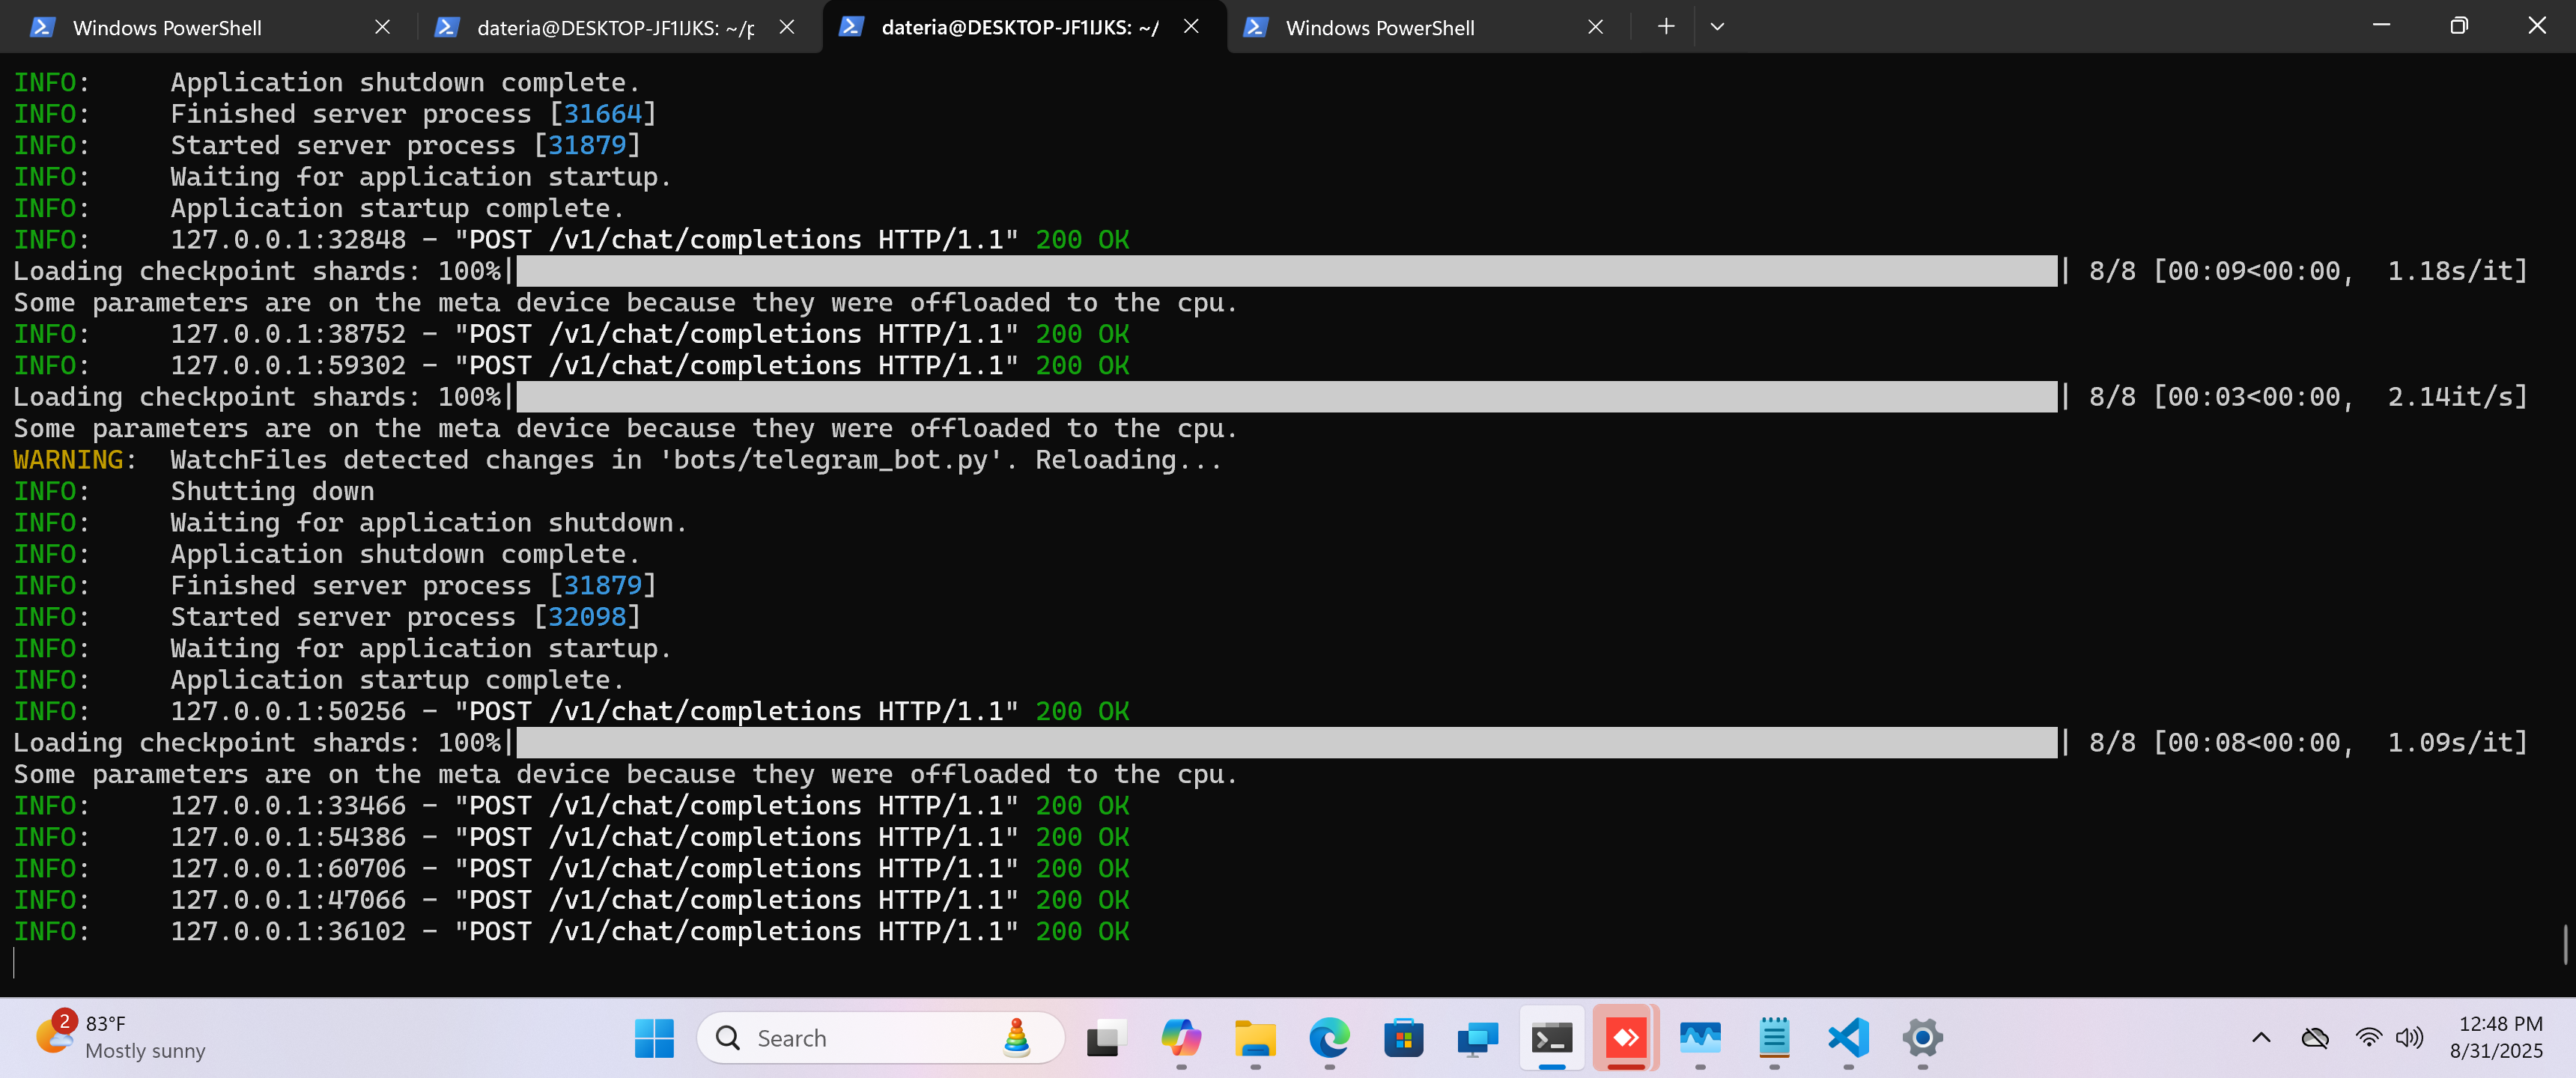 Windows PowerShell
dateria@DESKTOP-JF1IJKS: ~/p
dateria@DESKTOP-JF1IJKS: ~/
Windows PowerShell
INFO:     Application shutdown complete.
INFO:     Finished server process [31664]
INFO:     Started server process [31879]
INFO:     Waiting for application startup.
INFO:     Application startup complete.
INFO:     127.0.0.1:32848 - "POST /v1/chat/completions HTTP/1.1" 200 OK
Loading checkpoint shards: 100%| | 8/8 [00:09<00:00,  1.18s/it]
Some parameters are on the meta device because they were offloaded to the cpu.
INFO:     127.0.0.1:38752 - "POST /v1/chat/completions HTTP/1.1" 200 OK
INFO:     127.0.0.1:59302 - "POST /v1/chat/completions HTTP/1.1" 200 OK
Loading checkpoint shards: 100%| | 8/8 [00:03<00:00,  2.14it/s]
Some parameters are on the meta device because they were offloaded to the cpu.
WARNING:  WatchFiles detected changes in 'bots/telegram_bot.py'. Reloading...
INFO:     Shutting down
INFO:     Waiting for application shutdown.
INFO:     Application shutdown complete.
INFO:     Finished server process [31879]
INFO:     Started server process [32098]
INFO:     Waiting for application startup.
INFO:     Application startup complete.
INFO:     127.0.0.1:50256 - "POST /v1/chat/completions HTTP/1.1" 200 OK
Loading checkpoint shards: 100%| | 8/8 [00:08<00:00,  1.09s/it]
Some parameters are on the meta device because they were offloaded to the cpu.
INFO:     127.0.0.1:33466 - "POST /v1/chat/completions HTTP/1.1" 200 OK
INFO:     127.0.0.1:54386 - "POST /v1/chat/completions HTTP/1.1" 200 OK
INFO:     127.0.0.1:60706 - "POST /v1/chat/completions HTTP/1.1" 200 OK
INFO:     127.0.0.1:47066 - "POST /v1/chat/completions HTTP/1.1" 200 OK
INFO:     127.0.0.1:36102 - "POST /v1/chat/completions HTTP/1.1" 200 OK
2
83°F
Mostly sunny
Search
12:48 PM
8/31/2025